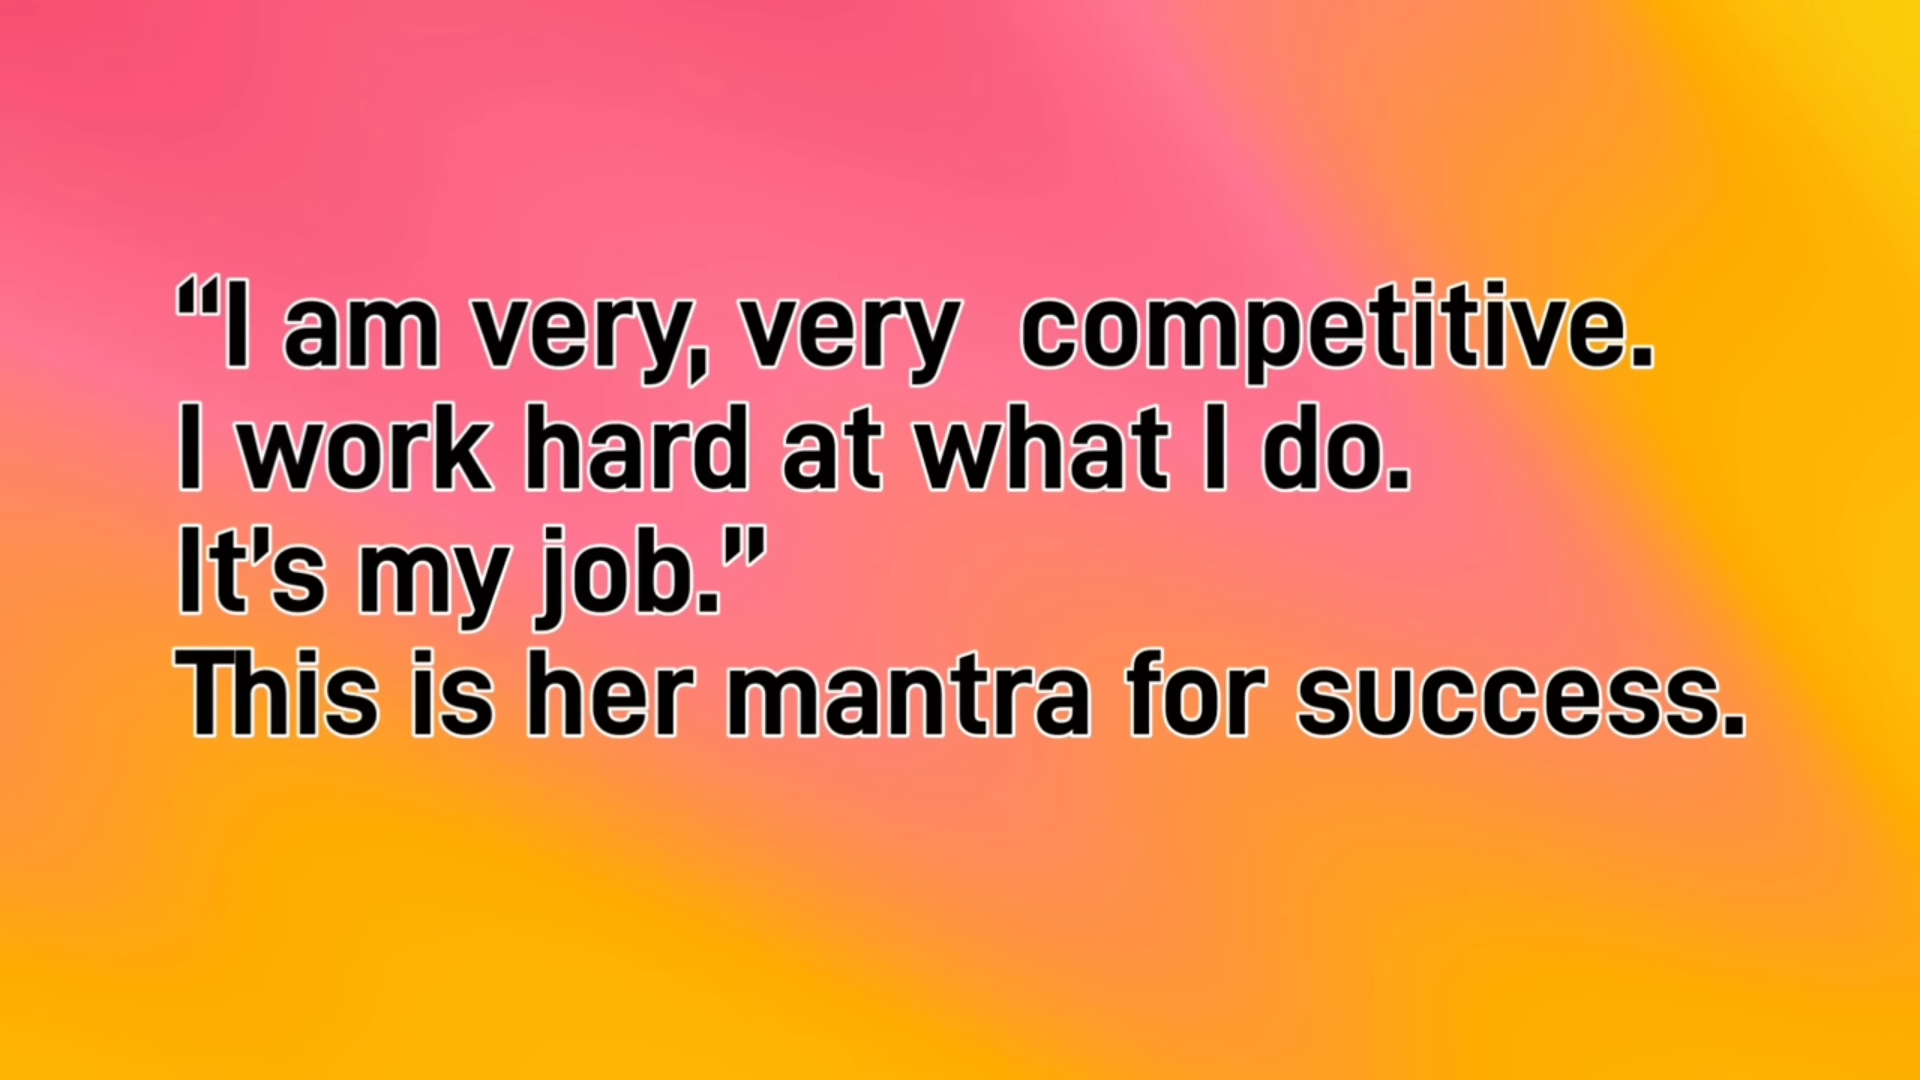 “I am very, very  competitive.
I work hard at what I do.
It’s my job.”
This is her mantra for success.